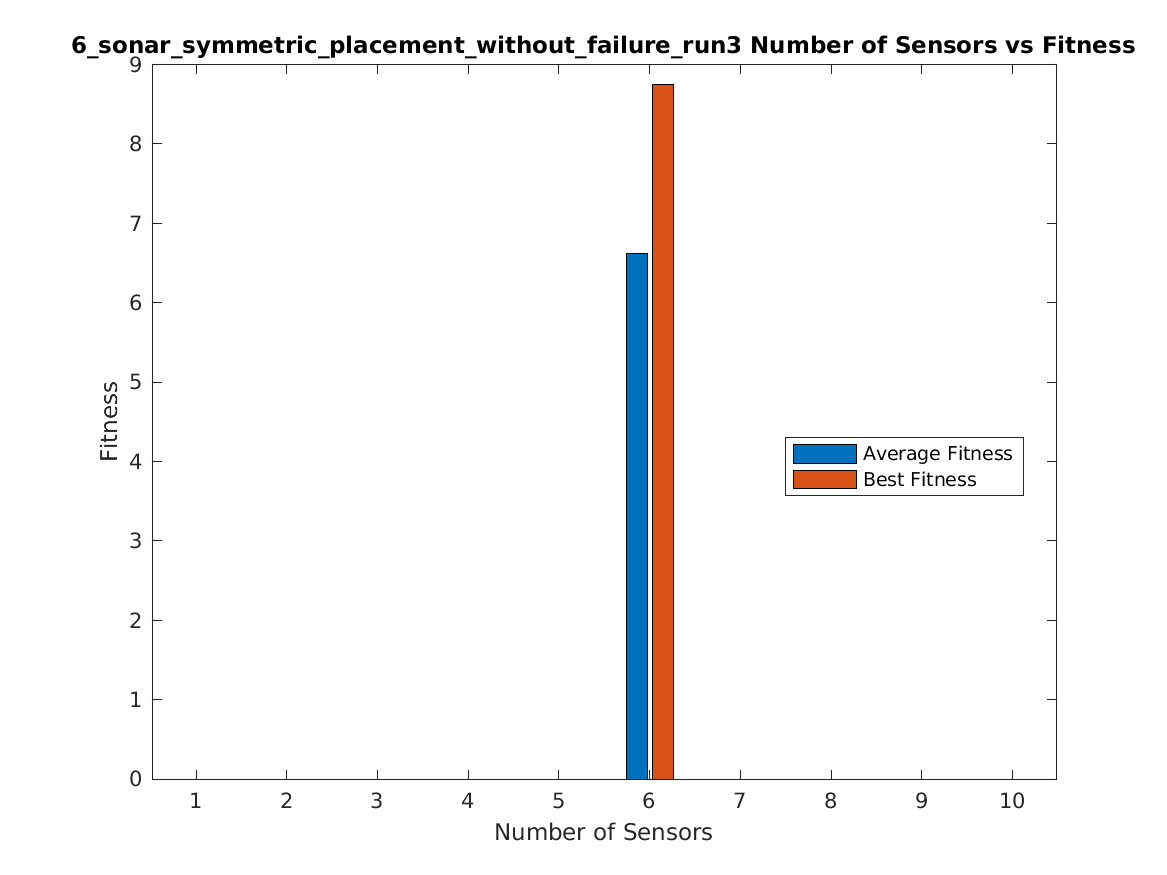 6_sonar_symmetric_placement_without_failure_run3 Number of Sensors vs Fitness
9
8
7
6
5
4
3
2
1
0
Fitness
Average Fitness
Best Fitness
1 2 3 4 5 6 7 8 9 10
Number of Sensors